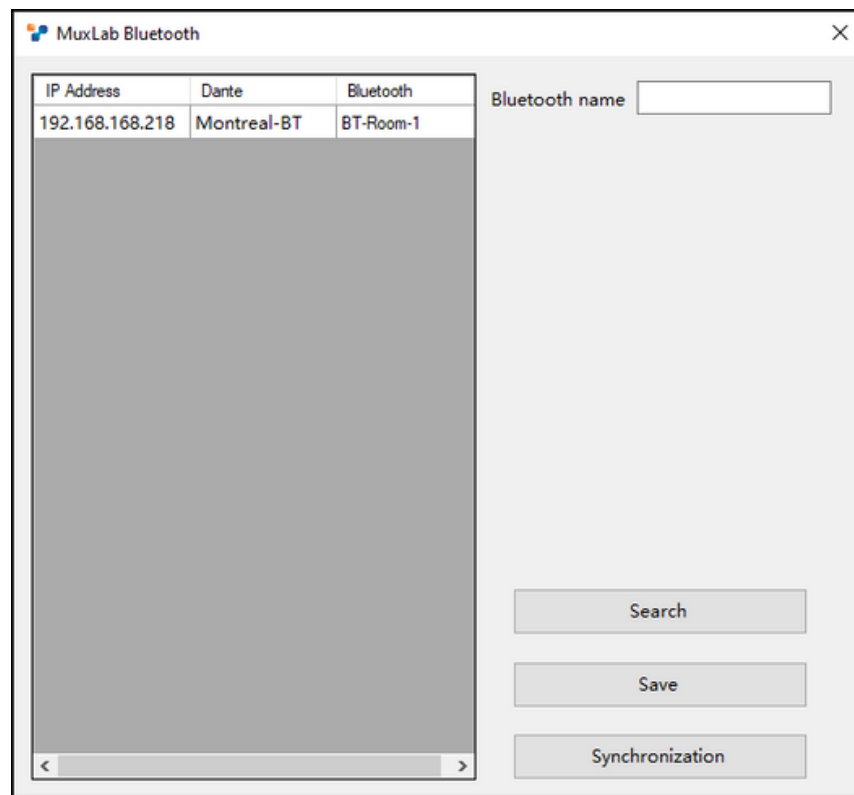 MuxLab Bluetooth
IP Address Dante Bluetooth
192.168.168.218 Montreal-BT BT-Room-1
Bluetooth name
Search
Save
Synchronization